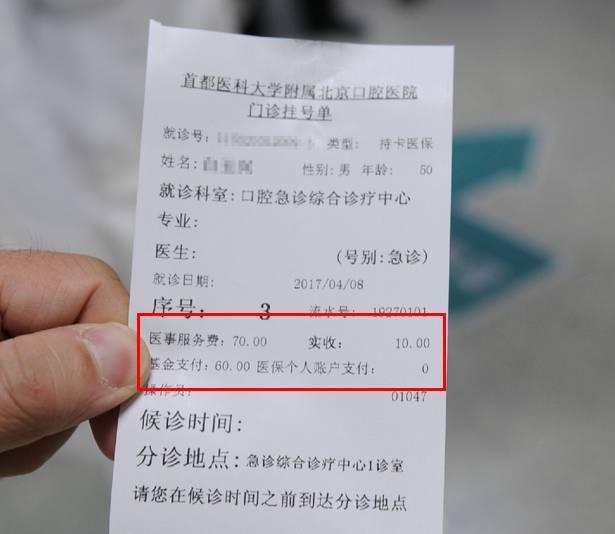 首都医科大学附属北京口腔医院
门诊挂号单
就诊号: 类型: 持卡医保
姓名: 性别: 男 年龄: 50
就诊科室: 口腔急诊综合诊疗中心
专业:
医生: (号别: 急诊)
就诊日期: 2017/04/08
序号: 3 流水号: 19270101
医事服务费: 70.00 实收: 10.00
基金支付: 60.00 医保个人账户支付: 0
操作员: 01047
候诊时间:
分诊地点: 急诊综合诊疗中心1诊室
请您在候诊时间之前到达分诊地点